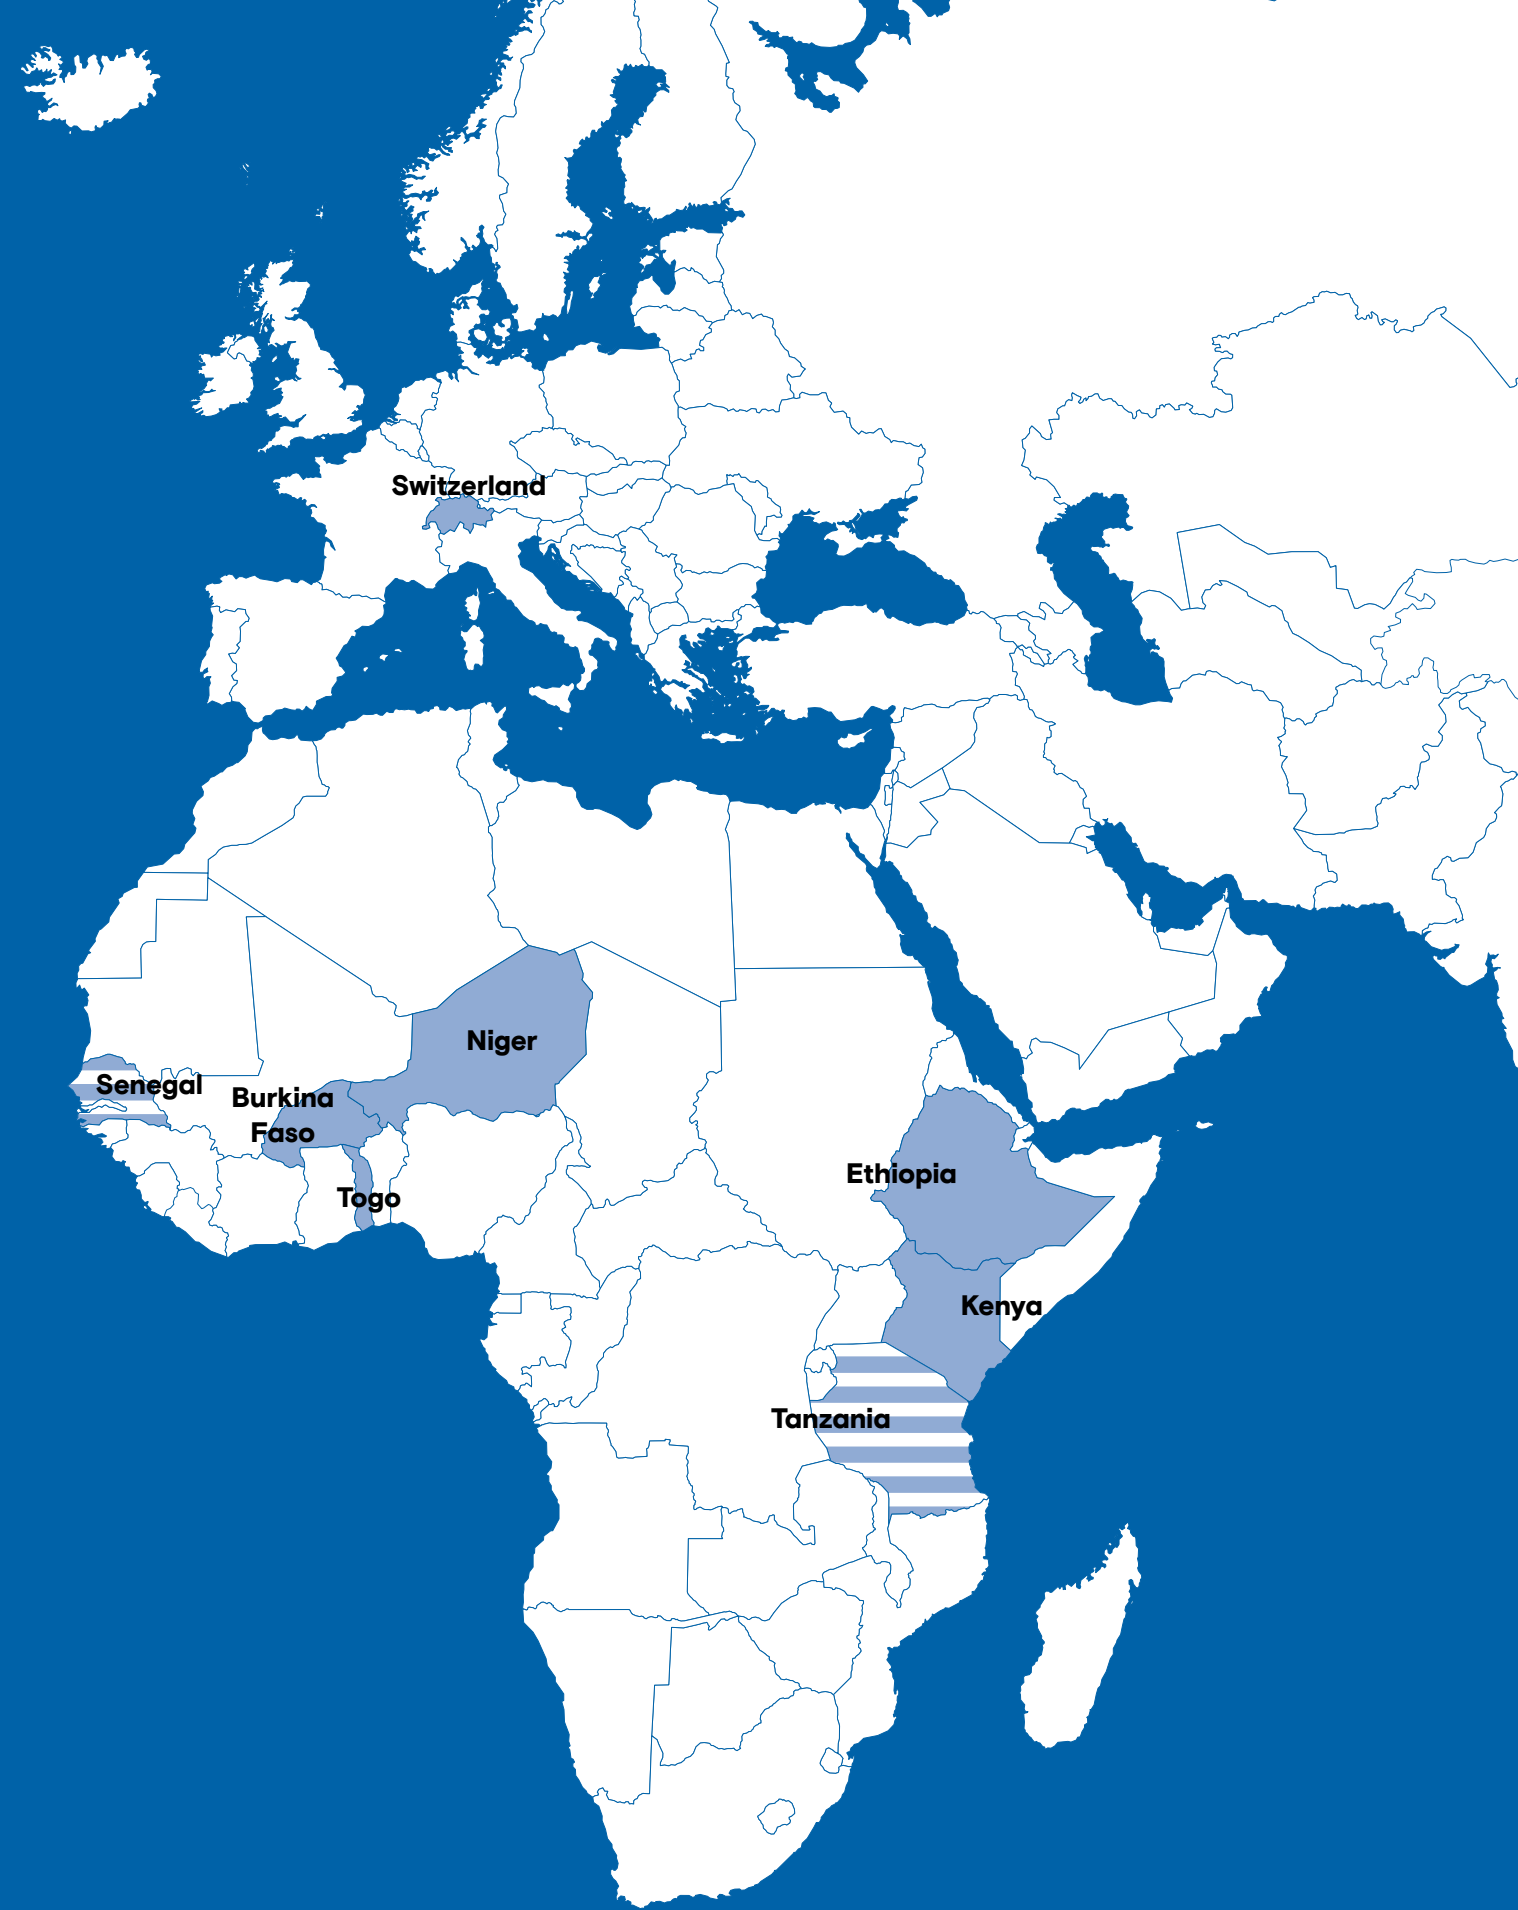 Switzerland
Niger
Senegal
Burkina
Faso
Togo
Ethiopia
Kenya
Tanzania